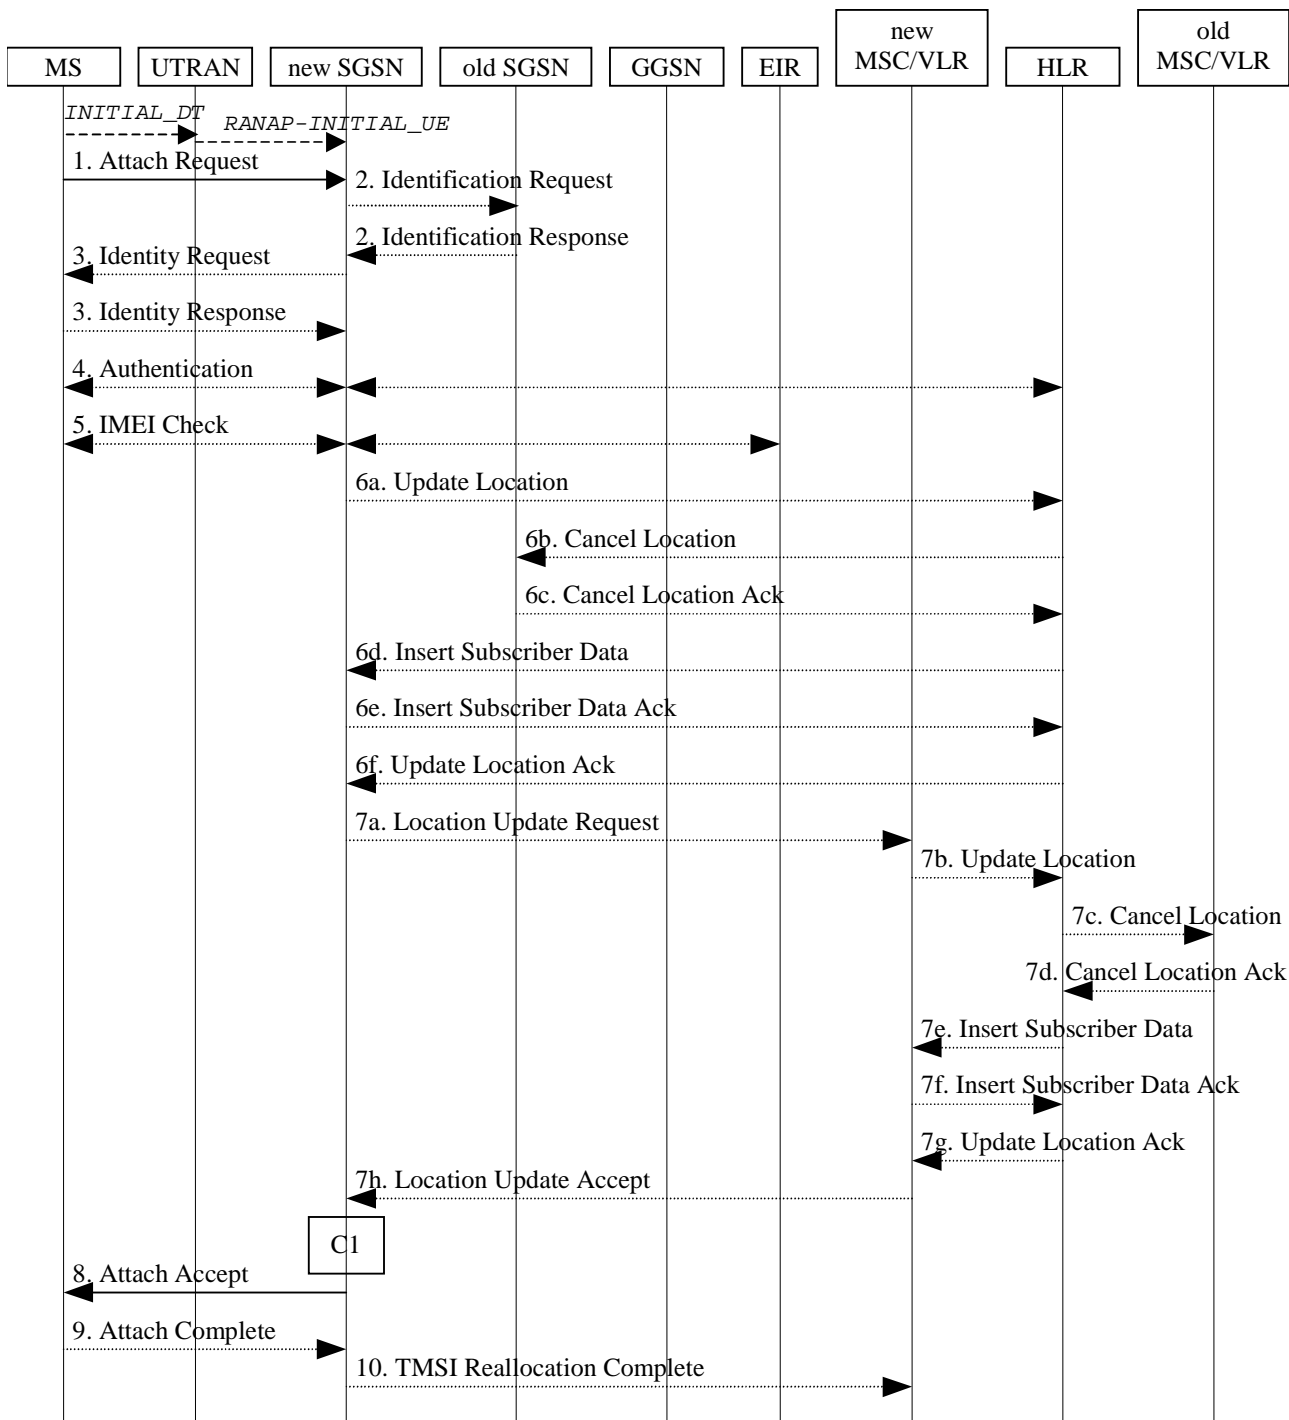 new
MSC/VLR
old
MSC/VLR
MS
UTRAN
new SGSN
old SGSN
GGSN
EIR
HLR
INITIAL_DT
RANAP-INITIAL_UE
1. Attach Request
2. Identification Request
2. Identification Response
3. Identity Request
3. Identity Response
4. Authentication
5. IMEI Check
6a. Update Location
6b. Cancel Location
6c. Cancel Location Ack
6d. Insert Subscriber Data
6e. Insert Subscriber Data Ack
6f. Update Location Ack
7a. Location Update Request
7b. Update Location
7c. Cancel Location
7d. Cancel Location Ack
7e. Insert Subscriber Data
7f. Insert Subscriber Data Ack
7g. Update Location Ack
7h. Location Update Accept
C1
8. Attach Accept
9. Attach Complete
10. TMSI Reallocation Complete